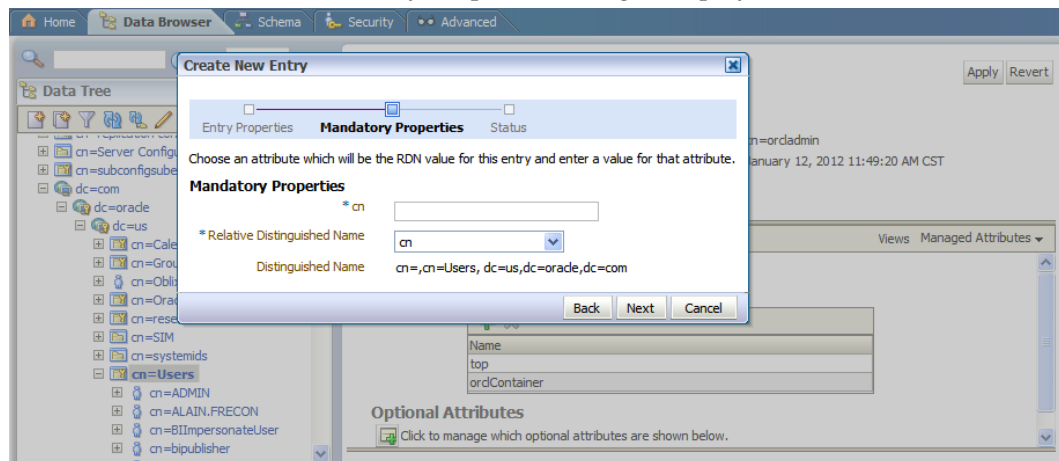 Home Data Browser Schema Security Advanced
Apply Revert
Data Tree
Create New Entry
Entry Properties Mandatory Properties Status
Choose an attribute which will be the RDN value for this entry and enter a value for that attribute.
Mandatory Properties
* cn
* Relative Distinguished Name cn
Distinguished Name cn=,cn=Users, dc=us,dc=oracle,dc=com
Back Next Cancel
cn=Server Configu
cn=subconfigsube
dc=com
dc=oracle
dc=us
cn=Cale
cn=Grou
cn=Oblix
cn=Orac
cn=rese
cn=SIM
cn=systemids
cn=Users
cn=ADMIN
cn=ALAIN.FRECON
cn=BIImpersonateUser
cn=bipublisher
cn=orcladmin
anuary 12, 2012 11:49:20 AM CST
Views Managed Attributes
Name
top
orclContainer
Optional Attributes
Click to manage which optional attributes are shown below.